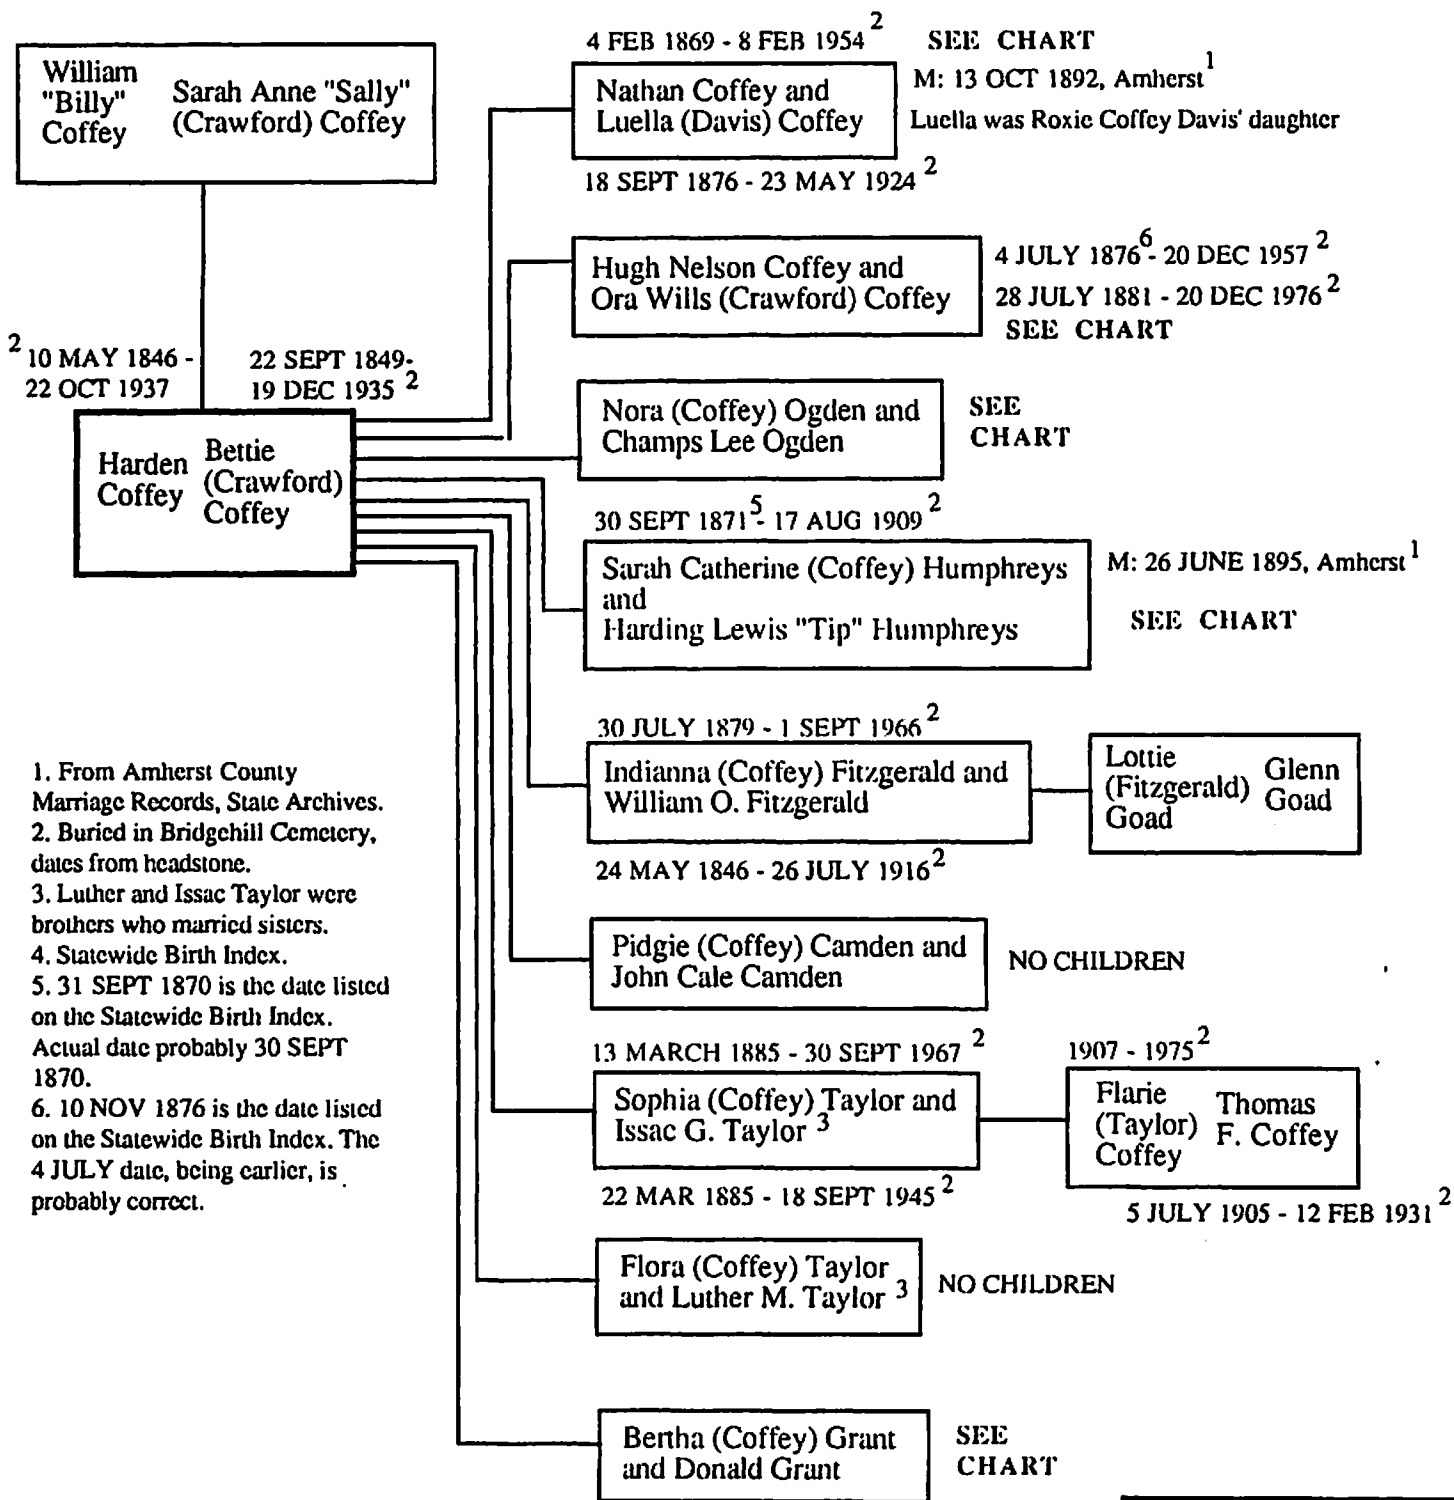 4 FEB 1869 - 8 FEB 1954 2
SEE CHART
William
"Billy"
Coffey
Sarah Anne "Sally"
(Crawford) Coffey
Nathan Coffey and
Luella (Davis) Coffey
M: 13 OCT 1892, Amherst 1
Luella was Roxie Coffey Davis' daughter
18 SEPT 1876 - 23 MAY 1924 2
Hugh Nelson Coffey and
Ora Wills (Crawford) Coffey
4 JULY 1876 6 - 20 DEC 1957 2
28 JULY 1881 - 20 DEC 1976 2
SEE CHART
2 10 MAY 1846 -
22 OCT 1937
22 SEPT 1849-
19 DEC 1935 2
Nora (Coffey) Ogden and
Champs Lee Ogden
SEE
CHART
Harden
Coffey
Bettie
(Crawford)
Coffey
30 SEPT 1871 5 - 17 AUG 1909 2
Sarah Catherine (Coffey) Humphreys
and
Harding Lewis "Tip" Humphreys
M: 26 JUNE 1895, Amherst 1
SEE CHART
30 JULY 1879 - 1 SEPT 1966 2
Indianna (Coffey) Fitzgerald and
William O. Fitzgerald
Lottie
(Fitzgerald)
Goad
Glenn
Goad
24 MAY 1846 - 26 JULY 1916 2
1. From Amherst County
Marriage Records, State Archives.
2. Buried in Bridgehill Cemetery,
dates from headstone.
3. Luther and Issac Taylor were
brothers who married sisters.
4. Statewide Birth Index.
5. 31 SEPT 1870 is the date listed
on the Statewide Birth Index.
Actual date probably 30 SEPT
1870.
6. 10 NOV 1876 is the date listed
on the Statewide Birth Index. The
4 JULY date, being earlier, is
probably correct.
Pidgie (Coffey) Camden and
John Cale Camden
NO CHILDREN
13 MARCH 1885 - 30 SEPT 1967 2
Sophia (Coffey) Taylor and
Issac G. Taylor 3
22 MAR 1885 - 18 SEPT 1945 2
1907 - 1975 2
Flarie
(Taylor)
Coffey
Thomas
F. Coffey
5 JULY 1905 - 12 FEB 1931 2
Flora (Coffey) Taylor
and Luther M. Taylor 3
NO CHILDREN
Bertha (Coffey) Grant
and Donald Grant
SEE
CHART